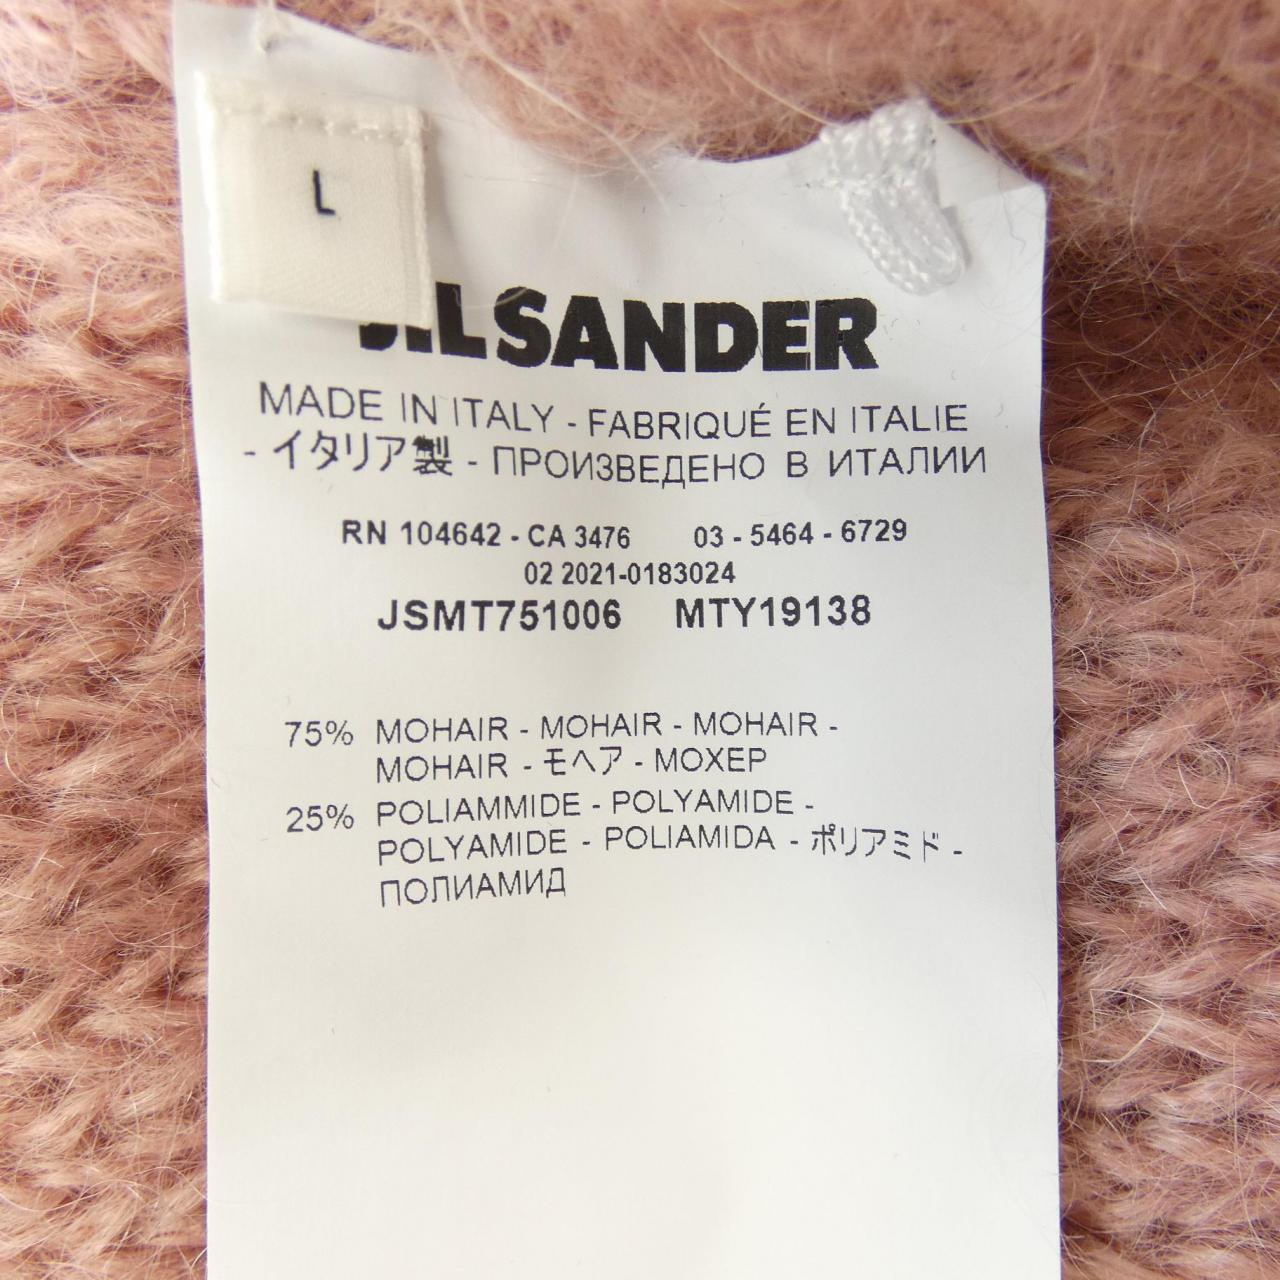 L
JIL SANDER
MADE IN ITALY - FABRIQUÉ EN ITALIE
- イタリア製 - ПРОИЗВЕДЕНО В ИТАЛИИ
RN 104642 - CA 3476 03 - 5464 - 6729
02 2021-0183024
JSMT751006 MTY19138
75% MOHAIR - MOHAIR - MOHAIR -
MOHAIR - モヘア - МОХЕР
25% POLIAMMIDE - POLYAMIDE -
POLYAMIDE - POLIAMIDA - ポリアミド -
ПОЛИАМИД